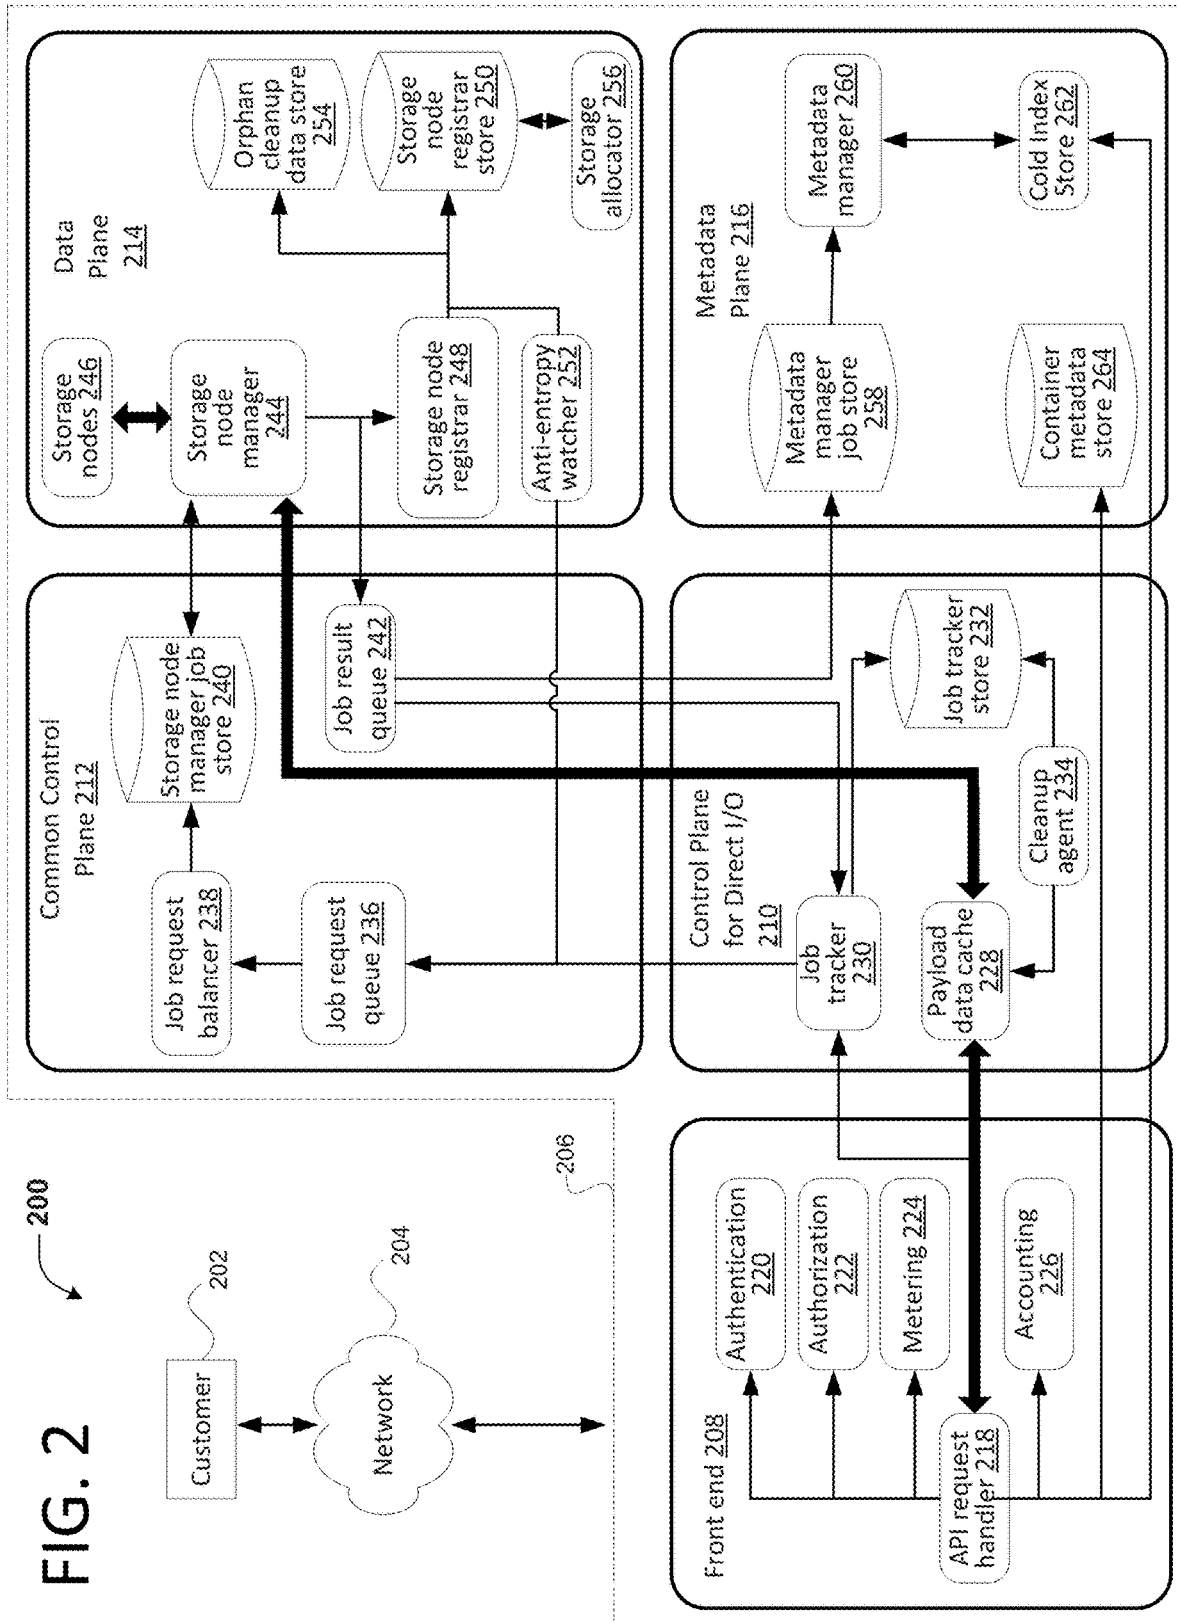 FIG. 2
200
Customer
202
Network
204
206
Front end 208
Authentication
220
Authorization
222
Metering 224
API request
handler 218
Accounting
226
Common Control
Plane 212
Job request
balancer 238
Job request
queue 236
Storage node
manager job
store 240
Job result
queue 242
Control Plane
for Direct I/O
210
Job
tracker
230
Payload
data cache
228
Cleanup
agent 234
Job tracker
store 232
Data
Plane
214
Storage
nodes 246
Storage
node
manager
244
Storage node
registrar 248
Anti-entropy
watcher 252
Orphan
cleanup
data store
254
Storage
node
registrar
store 250
Storage
allocator 256
Metadata
Plane 216
Metadata
manager
job store
258
Metadata
manager
260
Container
metadata
store 264
Cold Index
Store 262